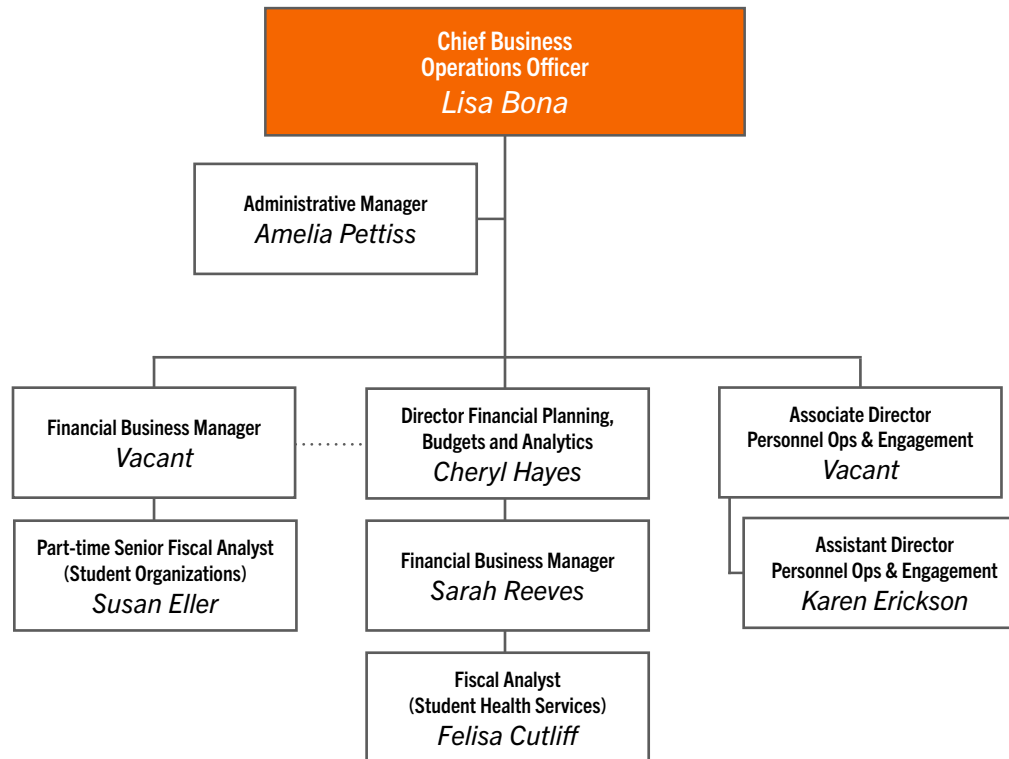 Chief Business
Operations Officer
Lisa Bona
Administrative Manager
Amelia Pettiss
Financial Business Manager
Vacant
Director Financial Planning,
Budgets and Analytics
Cheryl Hayes
Associate Director
Personnel Ops & Engagement
Vacant
Part-time Senior Fiscal Analyst
(Student Organizations)
Susan Eller
Financial Business Manager
Sarah Reeves
Assistant Director
Personnel Ops & Engagement
Karen Erickson
Fiscal Analyst
(Student Health Services)
Felisa Cutliff